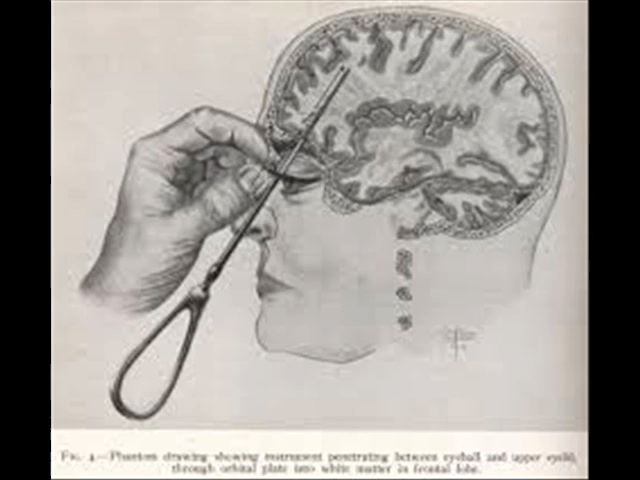 FIG. 4—Phantom drawing showing instrument penetrating between eyeball and upper eyelid,
through orbital plate into white matter in frontal lobe.